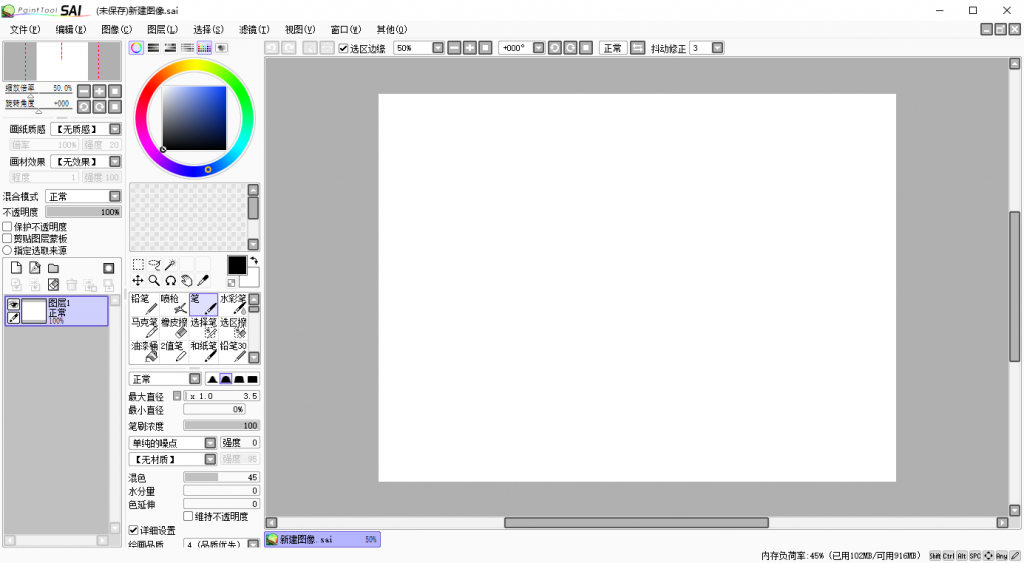 PaintTool SAI (未保存)新建图像.sai
文件(F) 编辑(E) 图像(C) 图层(L) 选择(S) 滤镜(T) 视图(V) 窗口(W) 其他(O)
选区边缘 50% +000° 正常 抖动修正 3
缩放倍率 50.0%
旋转角度 +000
画纸质感 【无质感】
倍率 100% 强度 20
画材效果 【无效果】
程度 1 强度 100
混合模式 正常
不透明度 100%
保护不透明度
剪贴图层蒙板
指定选取来源
图层1
正常
100%
铅笔 喷枪 笔 水彩笔
马克笔 橡皮擦 选择笔 选区擦
油漆桶 2值笔 和纸笔 铅笔30
正常
最大直径 x 1.0 3.5
最小直径 0%
笔刷浓度 100
单纯的噪点 强度 0
【无材质】 强度 95
混色 45
水分量 0
色延伸 0
维持不透明度
详细设置
绘画品质 4 (品质优先)
新建图像.sai 50%
内存负荷率:45% (已用102MB/可用916MB) Shift Ctrl Alt SPC Any